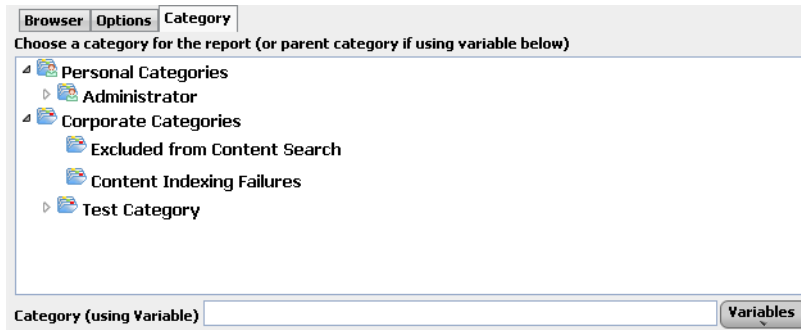 Browser Options Category
Choose a category for the report (or parent category if using variable below)
Personal Categories
Administrator
Corporate Categories
Excluded from Content Search
Content Indexing Failures
Test Category
Category (using Variable) Variables